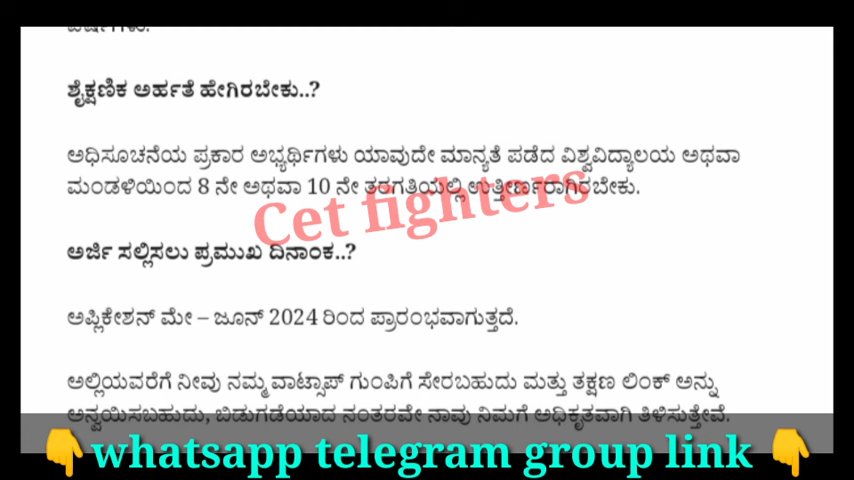 ಶೈಕ್ಷಣಿಕ ಅರ್ಹತೆ ಹೇಗಿರಬೇಕು..?
ಅಧಿಸೂಚನೆಯ ಪ್ರಕಾರ ಅಭ್ಯರ್ಥಿಗಳು ಯಾವುದೇ ಮಾನ್ಯತೆ ಪಡೆದ ವಿಶ್ವವಿದ್ಯಾಲಯ ಅಥವಾ
ಮಂಡಳಿಯಿಂದ 8 ನೇ ಅಥವಾ 10 ನೇ ತರಗತಿಯಲ್ಲಿ ಉತ್ತೀರ್ಣರಾಗಿರಬೇಕು.
Cet fighters
ಅರ್ಜಿ ಸಲ್ಲಿಸಲು ಪ್ರಮುಖ ದಿನಾಂಕ..?
ಅಪ್ಲಿಕೇಶನ್ ಮೇ – ಜೂನ್ 2024 ರಿಂದ ಪ್ರಾರಂಭವಾಗುತ್ತದೆ.
ಅಲ್ಲಿಯವರೆಗೆ ನೀವು ನಮ್ಮ ವಾಟ್ಸಾಪ್ ಗುಂಪಿಗೆ ಸೇರಬಹುದು ಮತ್ತು ತಕ್ಷಣ ಲಿಂಕ್ ಅನ್ನು
ಅನ್ವಯಿಸಬಹುದು, ಬಿಡುಗಡೆಯಾದ ನಂತರವೇ ನಾವು ನಿಮಗೆ ಅಧಿಕೃತವಾಗಿ ತಿಳಿಸುತ್ತೇವೆ.
👇whatsapp telegram group link 👇